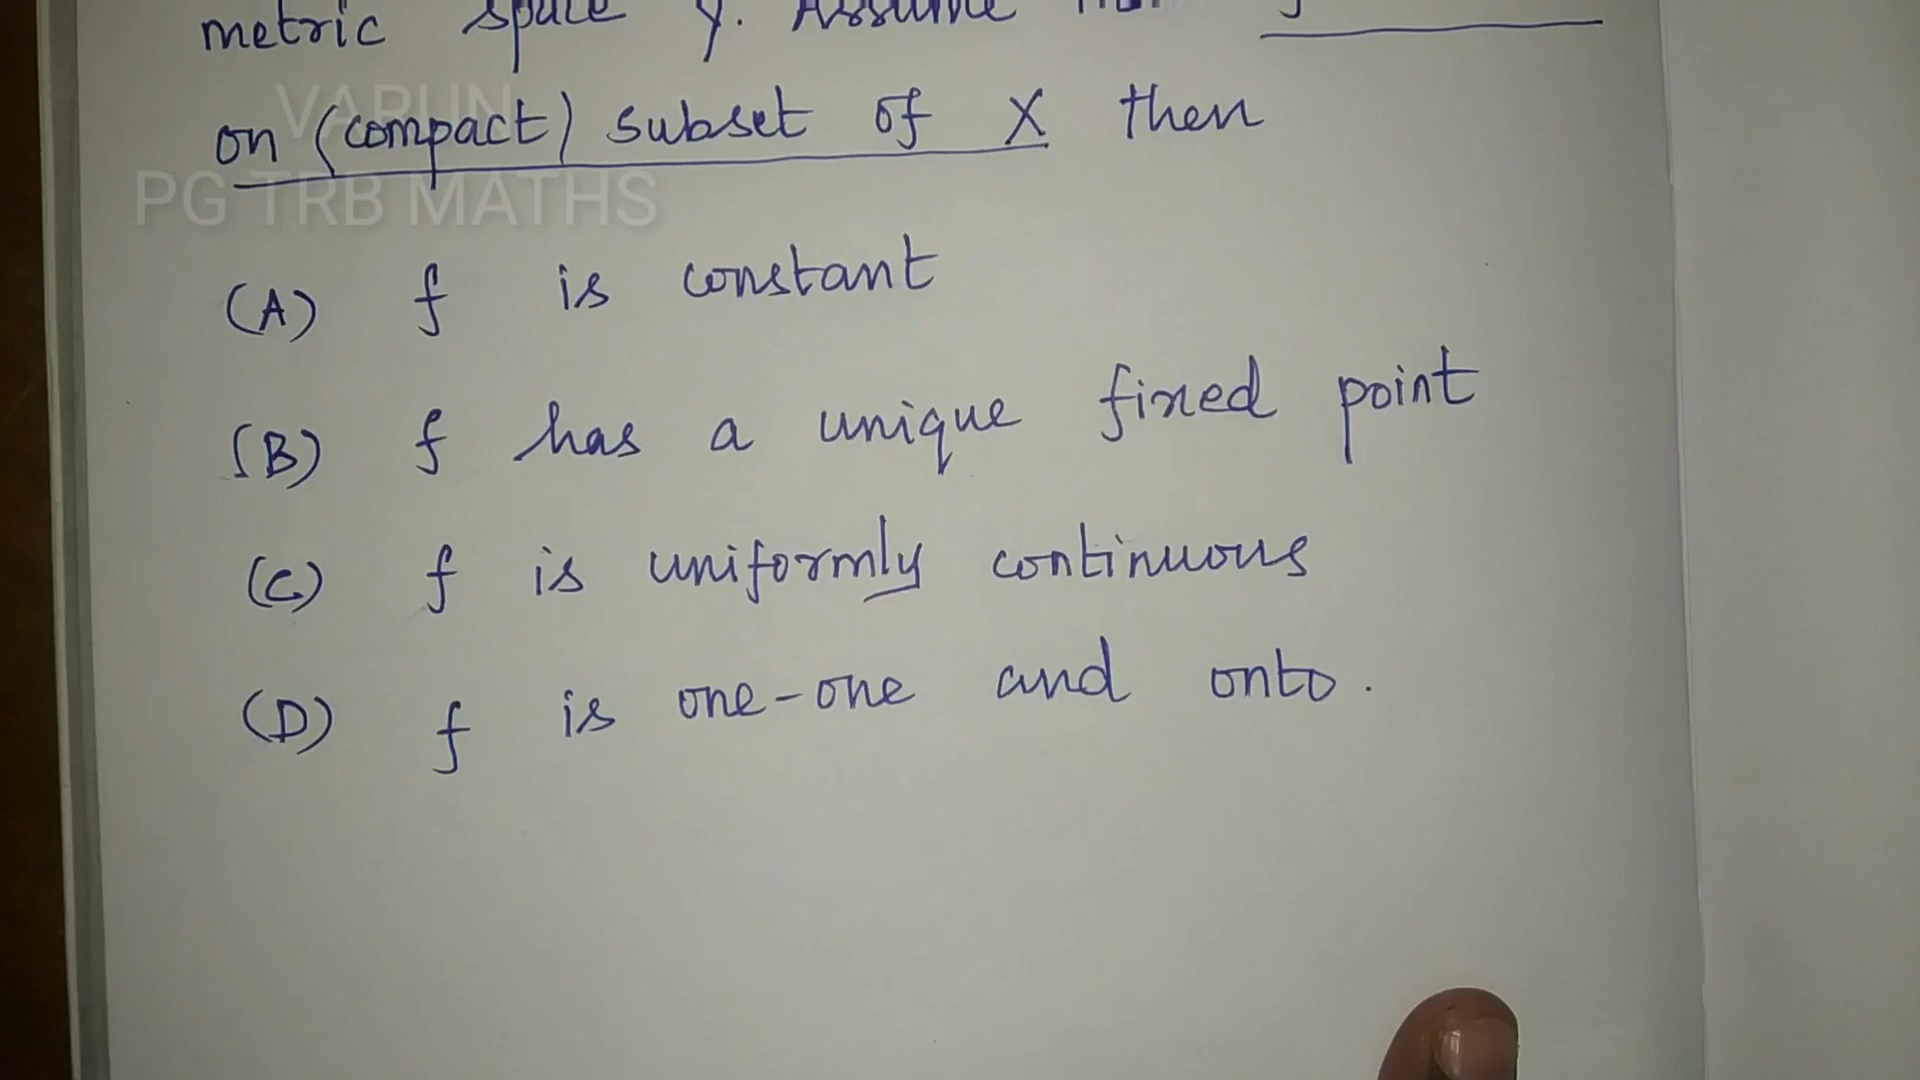 metric space Y. Assume
on (compact) subset of X then
VARUN
PG TRB MATHS
(A) f is constant
(B) f has a unique fixed point
(C) f is uniformly continuous
(D) f is one-one and onto.